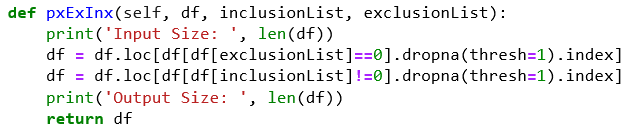 def pxExInx(self, df, inclusionList, exclusionList):
    print('Input Size: ', len(df))
    df = df.loc[df[df[exclusionList]==0].dropna(thresh=1).index]
    df = df.loc[df[df[inclusionList]!=0].dropna(thresh=1).index]
    print('Output Size: ', len(df))
    return df